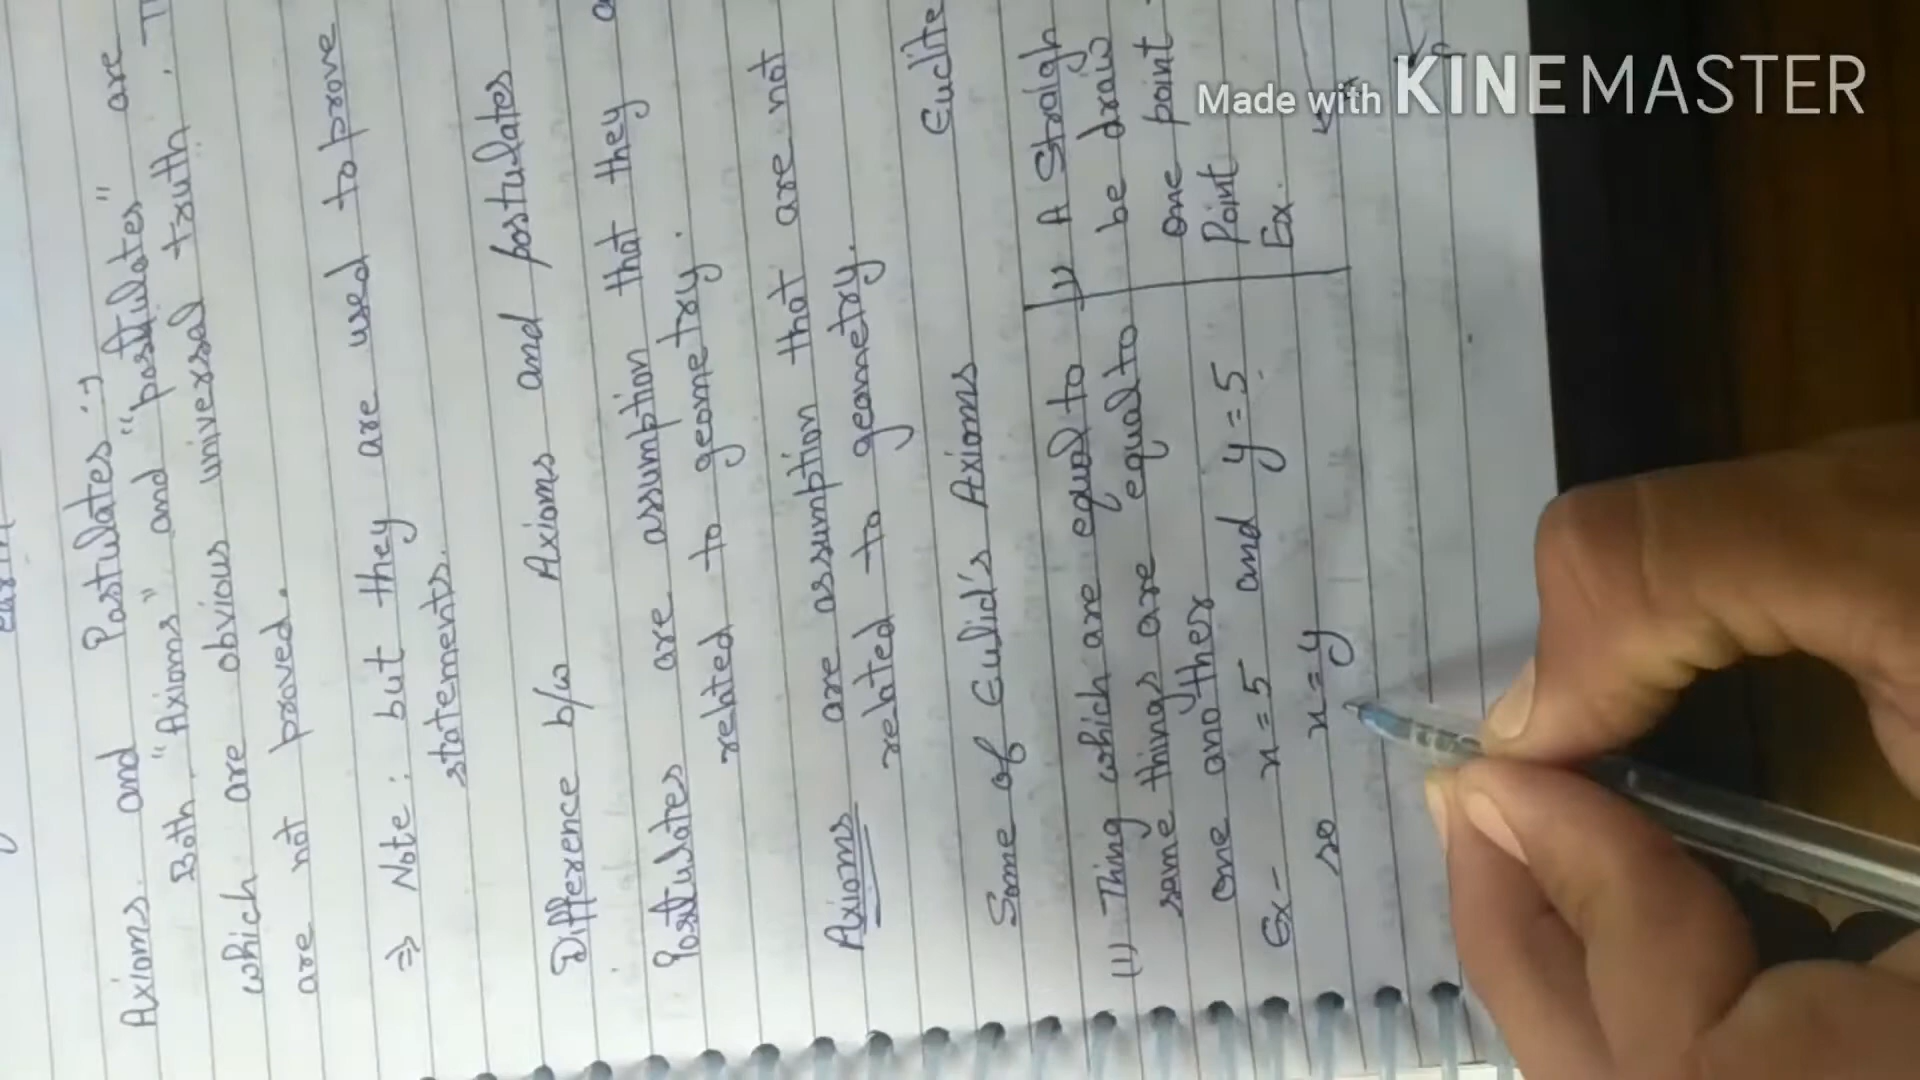 Axioms and Postulates :→
Both "Axioms" and "postulates" are
which are obvious universal truth. T
are not proved.
⇒ Note : but they are used to prove
statements.
Difference b/w Axioms and postulates
Postulates are assumption that they a
related to geometry.
Axioms are assumption that are not
related to geometry.
Some of Eulid's Axioms
(1) Thing which are equal to
same things are equal to
one another
Ex- x=5 and y=5
so x=y
Euclite
1) A Straigh
be draw
one point
Point
Ex.
Made with KINEMASTER